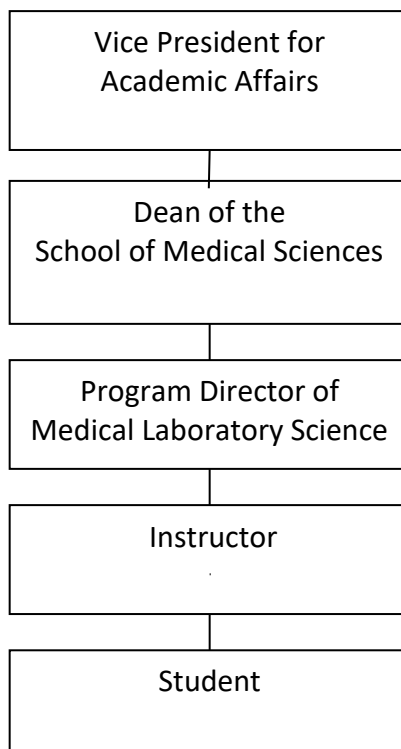 Vice President for
Academic Affairs
Dean of the
School of Medical Sciences
Program Director of
Medical Laboratory Science
Instructor
Student